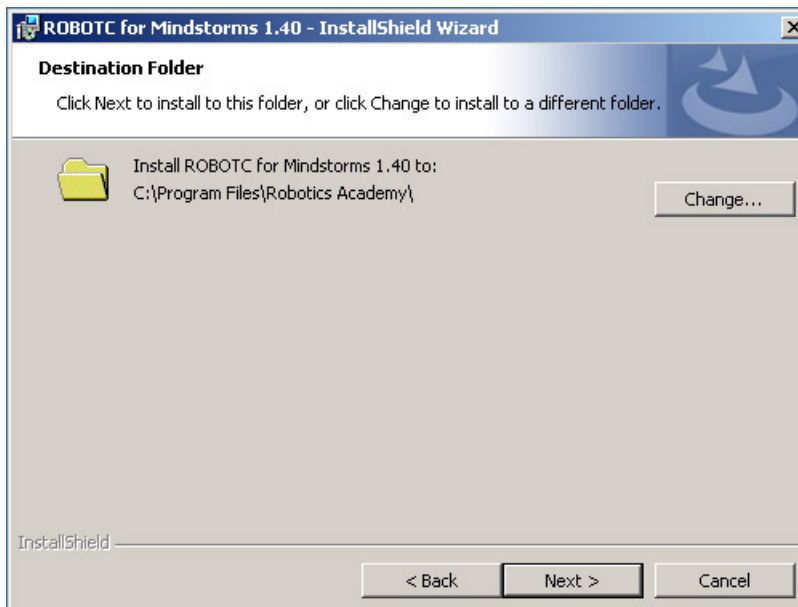 ROBOTC for Mindstorms 1.40 - InstallShield Wizard
Destination Folder
Click Next to install to this folder, or click Change to install to a different folder.
Install ROBOTC for Mindstorms 1.40 to:
C:\Program Files\Robotics Academy\
Change...
InstallShield
< Back
Next >
Cancel